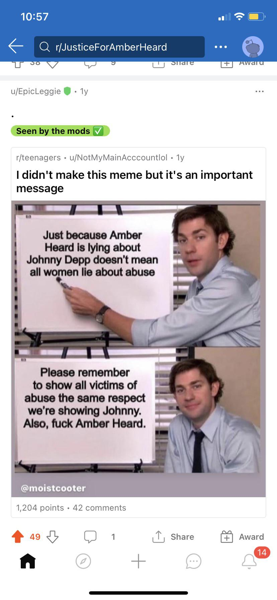 10:57
r/JusticeForAmberHeard
38
9
Share
Award
u/EpicLeggie • 1y
.
Seen by the mods
r/teenagers • u/NotMyMainAcccountlol • 1y
I didn't make this meme but it's an important
message
Just because Amber
Heard is lying about
Johnny Depp doesn't mean
all women lie about abuse
Please remember
to show all victims of
abuse the same respect
we're showing Johnny.
Also, fuck Amber Heard.
@moistcooter
1,204 points • 42 comments
49
1
Share
Award
14